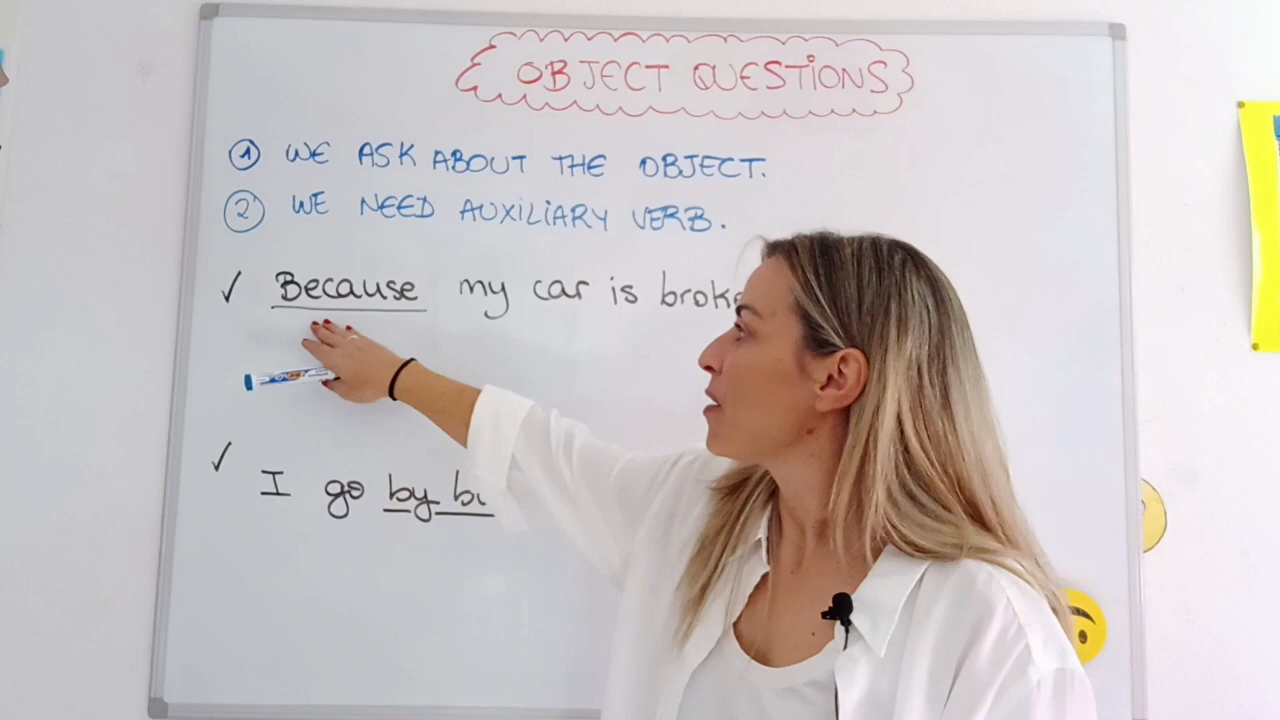 OBJECT QUESTIONS
1 WE ASK ABOUT THE OBJECT.
2 WE NEED AUXILIARY VERB.
✓ Because my car is
✓ I go by